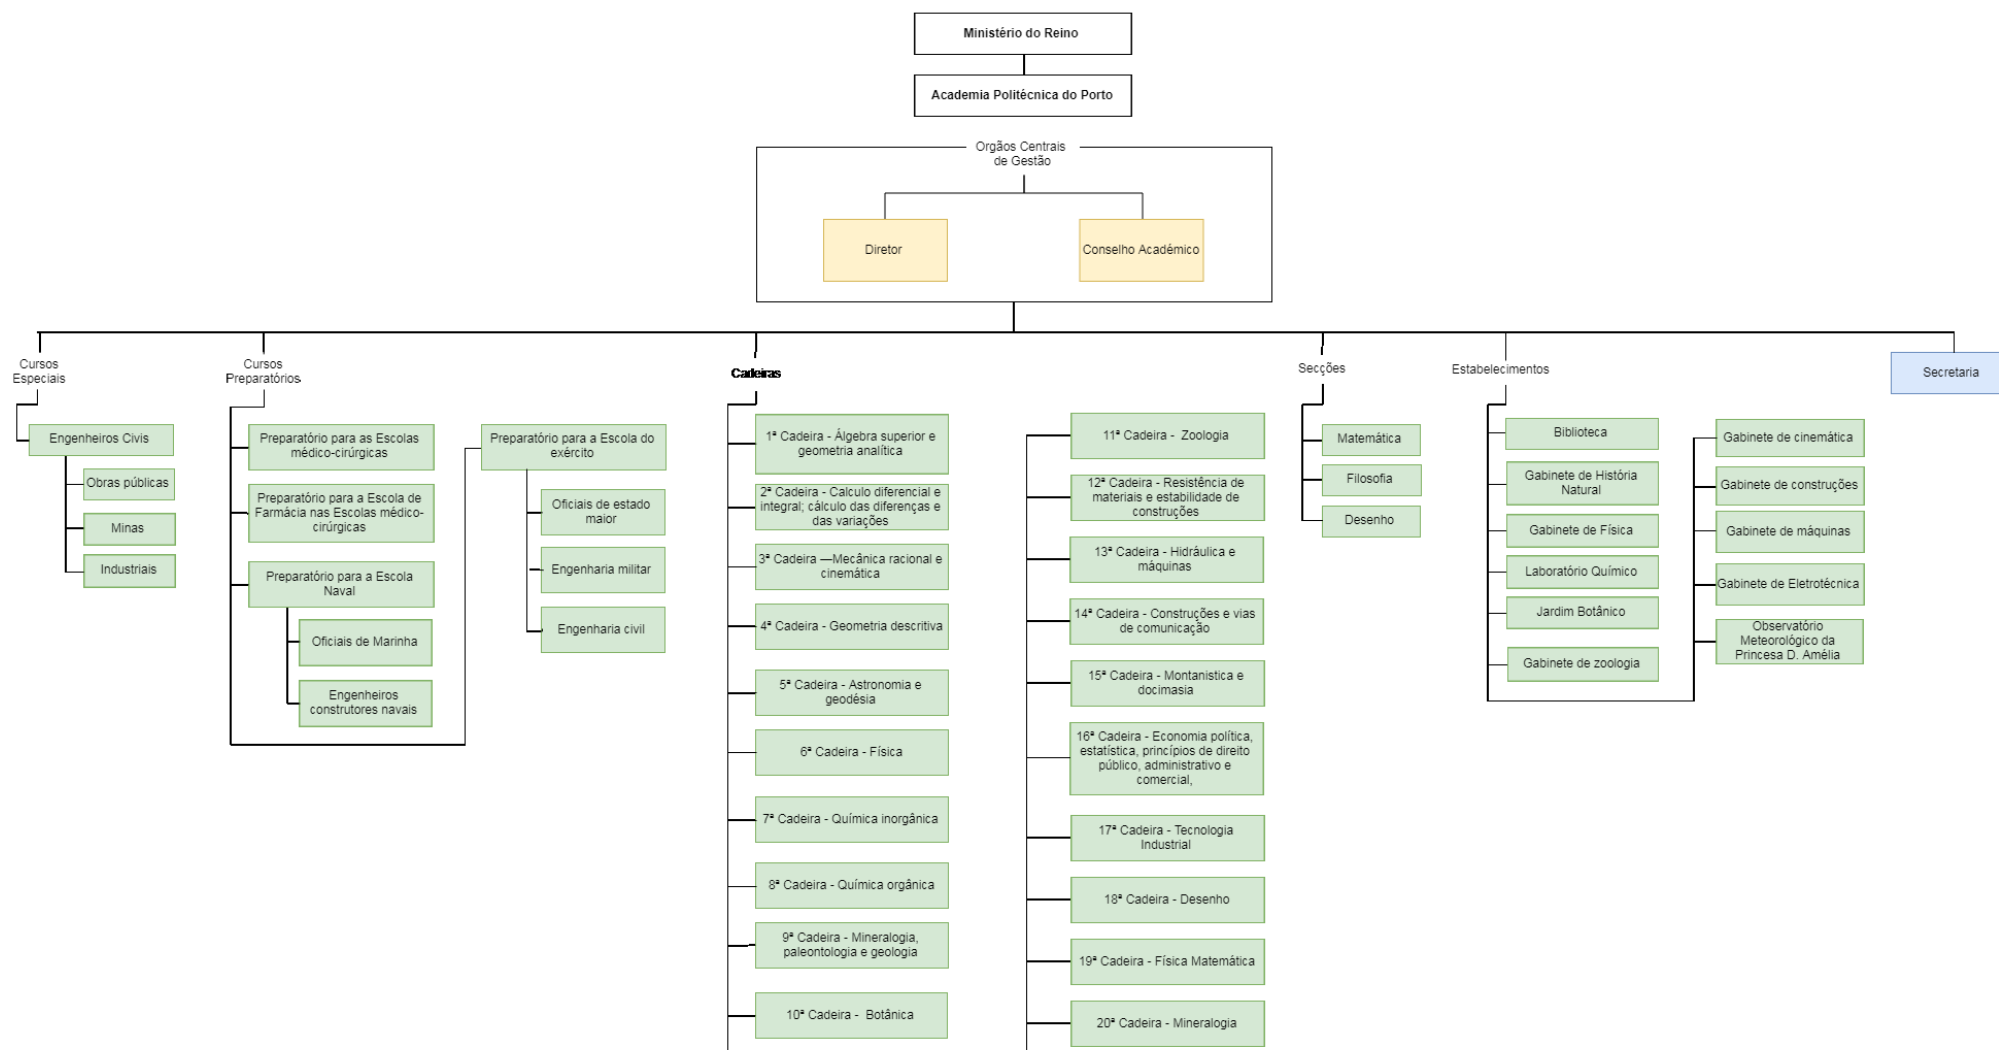 Ministério do Reino
Academia Politécnica do Porto
Orgãos Centrais
de Gestão
Diretor
Conselho Académico
Cursos
Especiais
Engenheiros Civis
Obras públicas
Minas
Industriais
Cursos
Preparatórios
Preparatório para as Escolas
médico-cirúrgicas
Preparatório para a Escola de
Farmácia nas Escolas médico-
cirúrgicas
Preparatório para a Escola
Naval
Oficiais de Marinha
Engenheiros
construtores navais
Preparatório para a Escola do
exército
Oficiais de estado
maior
Engenharia militar
Engenharia civil
Cadeiras
1ª Cadeira - Álgebra superior e
geometria analítica
2ª Cadeira - Calculo diferencial e
integral; cálculo das diferenças e
das variações
3ª Cadeira —Mecânica racional e
cinemática
4ª Cadeira - Geometria descritiva
5ª Cadeira - Astronomia e
geodésia
6ª Cadeira - Física
7ª Cadeira - Química inorgânica
8ª Cadeira - Química orgânica
9ª Cadeira - Mineralogia,
paleontologia e geologia
10ª Cadeira - Botânica
11ª Cadeira - Zoologia
12ª Cadeira - Resistência de
materiais e estabilidade de
construções
13ª Cadeira - Hidráulica e
máquinas
14ª Cadeira - Construções e vias
de comunicação
15ª Cadeira - Montanistica e
docimasia
16ª Cadeira - Economia política,
estatística, princípios de direito
público, administrativo e
comercial,
17ª Cadeira - Tecnologia
Industrial
18ª Cadeira - Desenho
19ª Cadeira - Física Matemática
20ª Cadeira - Mineralogia
Secções
Matemática
Filosofia
Desenho
Estabelecimentos
Biblioteca
Gabinete de História
Natural
Gabinete de Física
Laboratório Químico
Jardim Botânico
Gabinete de zoologia
Gabinete de cinemática
Gabinete de construções
Gabinete de máquinas
Gabinete de Eletrotécnica
Observatório
Meteorológico da
Princesa D. Amélia
Secretaria